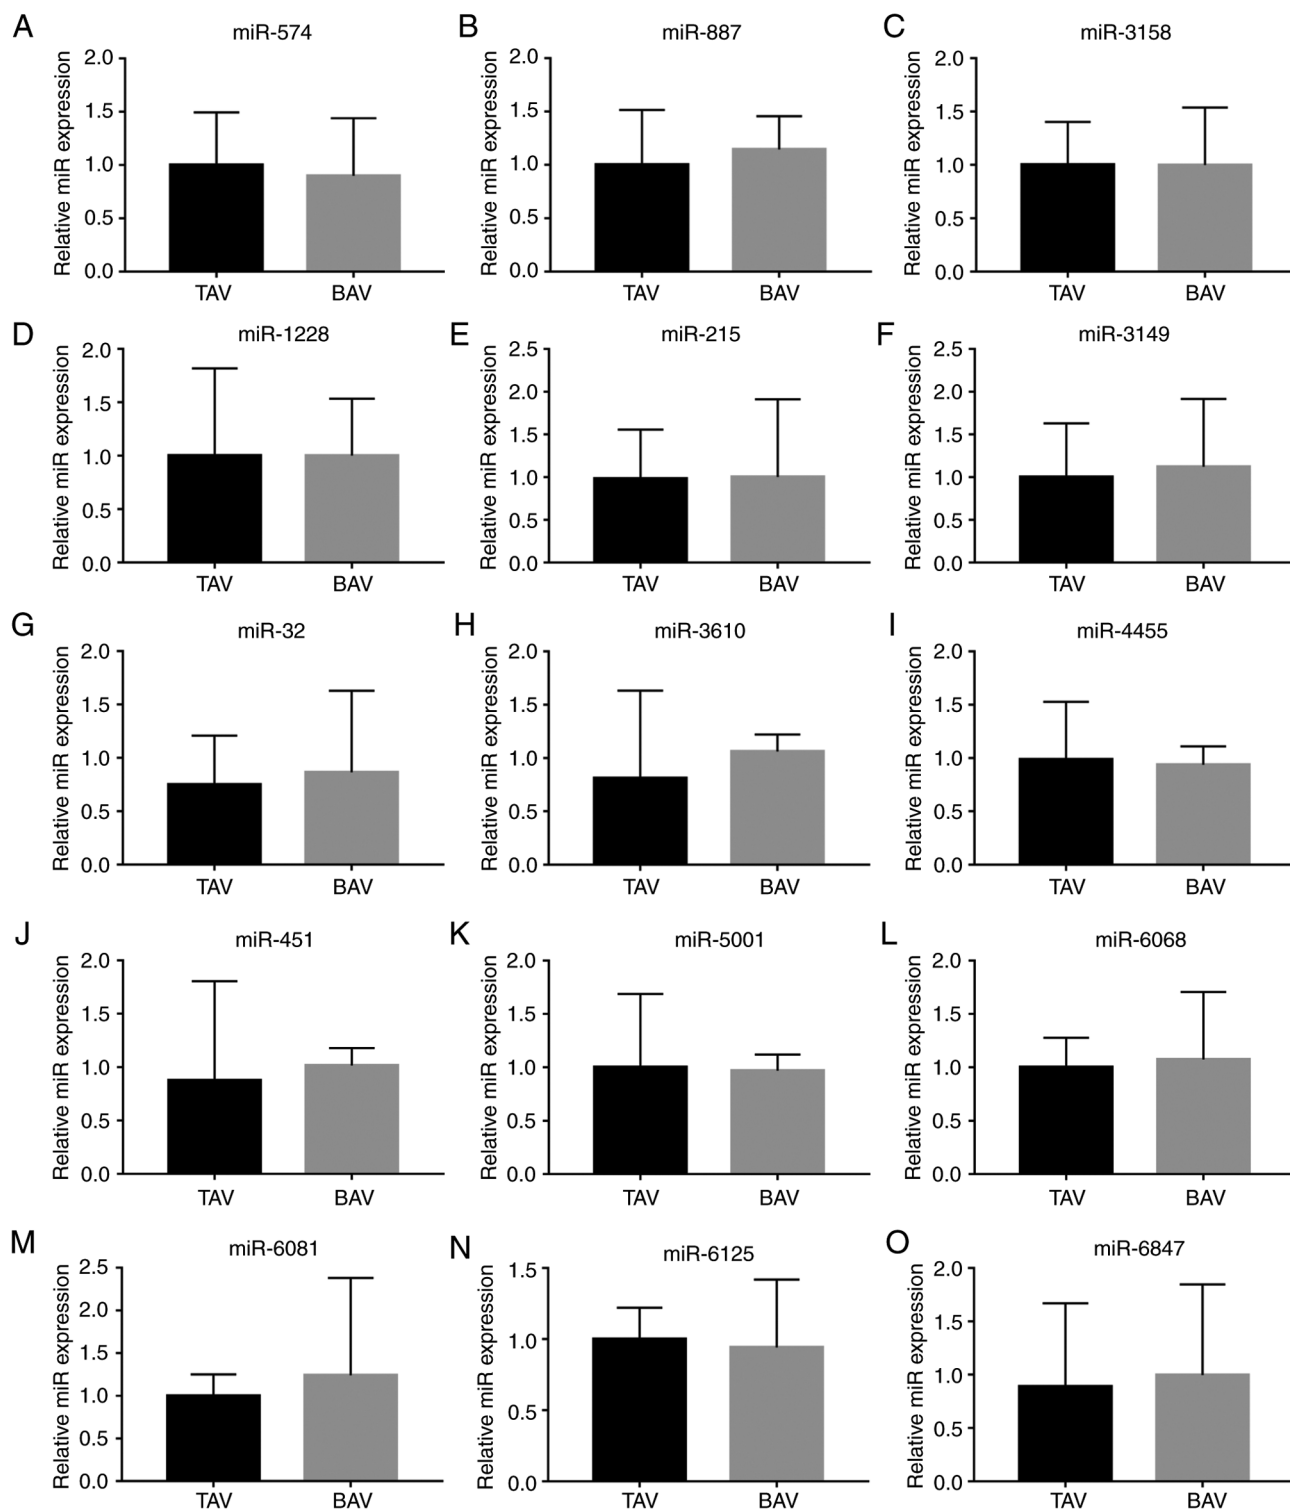 A
miR-574
Relative miR expression
2.0
1.5
1.0
0.5
0.0
TAV BAV
B
miR-887
Relative miR expression
2.0
1.5
1.0
0.5
0.0
TAV BAV
C
miR-3158
Relative miR expression
2.0
1.5
1.0
0.5
0.0
TAV BAV
D
miR-1228
Relative miR expression
2.0
1.5
1.0
0.5
0.0
TAV BAV
E
miR-215
Relative miR expression
2.5
2.0
1.5
1.0
0.5
0.0
TAV BAV
F
miR-3149
Relative miR expression
2.5
2.0
1.5
1.0
0.5
0.0
TAV BAV
G
miR-32
Relative miR expression
2.0
1.5
1.0
0.5
0.0
TAV BAV
H
miR-3610
Relative miR expression
2.0
1.5
1.0
0.5
0.0
TAV BAV
I
miR-4455
Relative miR expression
2.0
1.5
1.0
0.5
0.0
TAV BAV
J
miR-451
Relative miR expression
2.0
1.5
1.0
0.5
0.0
TAV BAV
K
miR-5001
Relative miR expression
2.0
1.5
1.0
0.5
0.0
TAV BAV
L
miR-6068
Relative miR expression
2.0
1.5
1.0
0.5
0.0
TAV BAV
M
miR-6081
Relative miR expression
2.5
2.0
1.5
1.0
0.5
0.0
TAV BAV
N
miR-6125
Relative miR expression
1.5
1.0
0.5
0.0
TAV BAV
O
miR-6847
Relative miR expression
2.0
1.5
1.0
0.5
0.0
TAV BAV